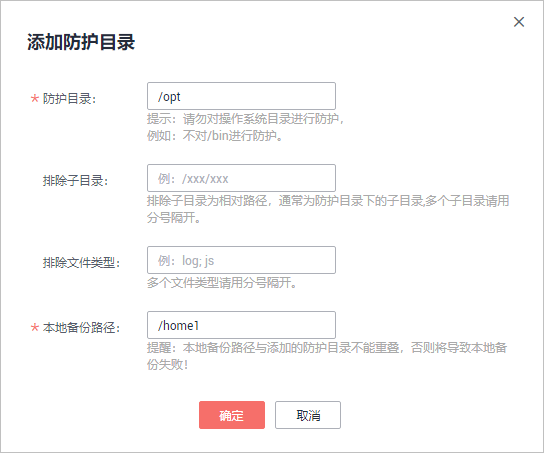 添加防护目录
* 防护目录： /opt
提示：请勿对操作系统目录进行防护，
例如：不对/bin进行防护。
排除子目录： 例：/xxx/xxx
排除子目录为相对路径，通常为防护目录下的子目录,多个子目录请用
分号隔开。
排除文件类型： 例：log; js
多个文件类型请用分号隔开。
* 本地备份路径： /home1
提醒：本地备份路径与添加的防护目录不能重叠，否则将导致本地备
份失败！
确定 取消